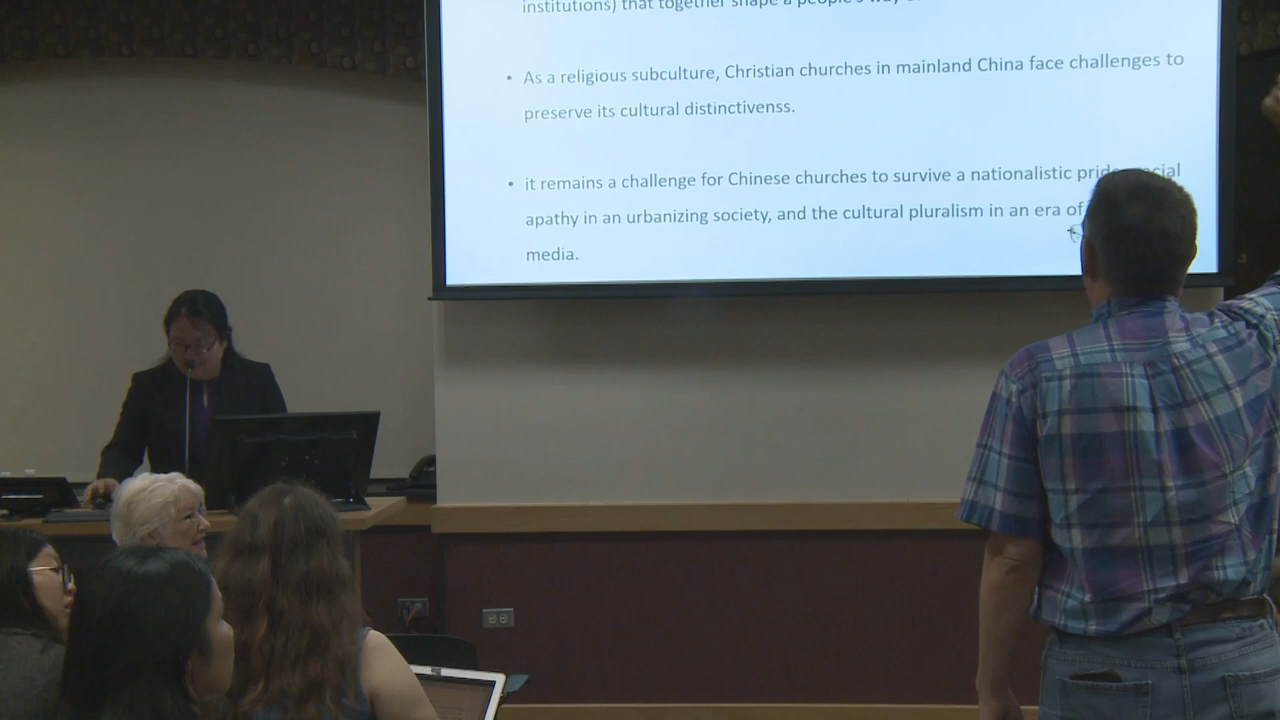 institutions) that together shape a people's way
• As a religious subculture, Christian churches in mainland China face challenges to
preserve its cultural distinctivenss.
• it remains a challenge for Chinese churches to survive a nationalistic pride
apathy in an urbanizing society, and the cultural pluralism in an era of
media.